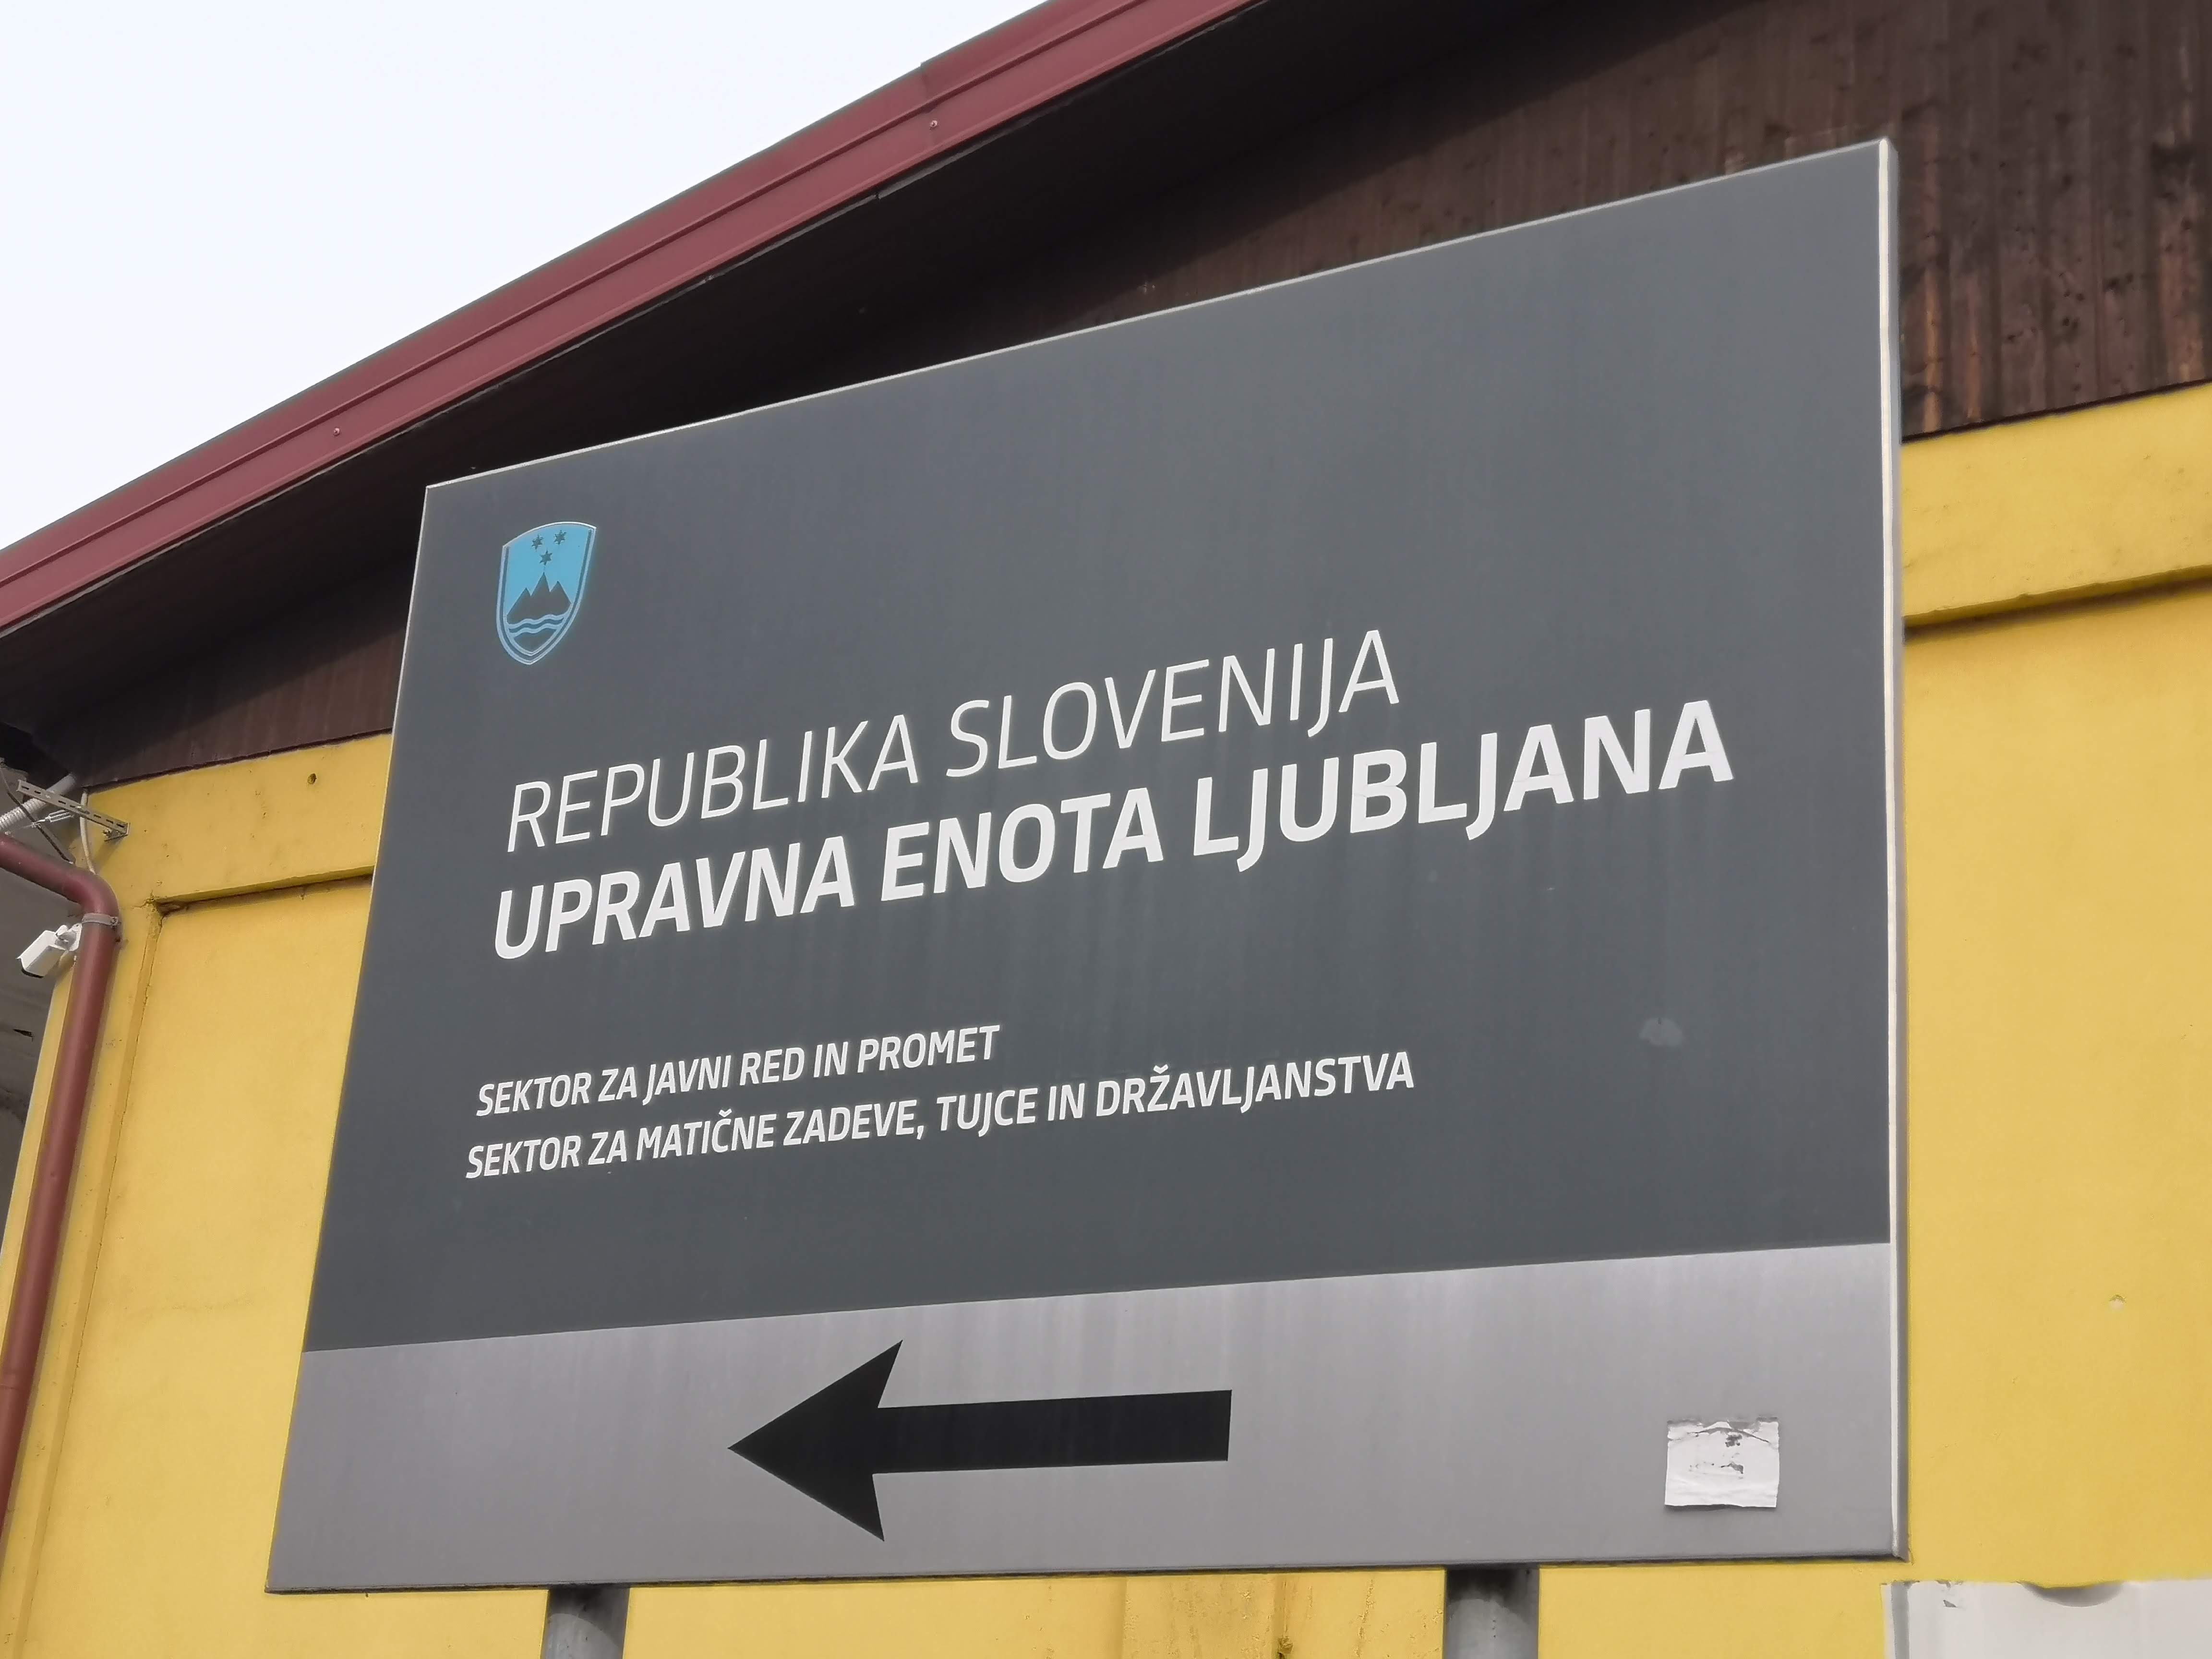 REPUBLIKA SLOVENIJA
UPRAVNA ENOTA LJUBLJANA
SEKTOR ZA JAVNI RED IN PROMET
SEKTOR ZA MATIČNE ZADEVE, TUJCE IN DRŽAVLJANSTVA